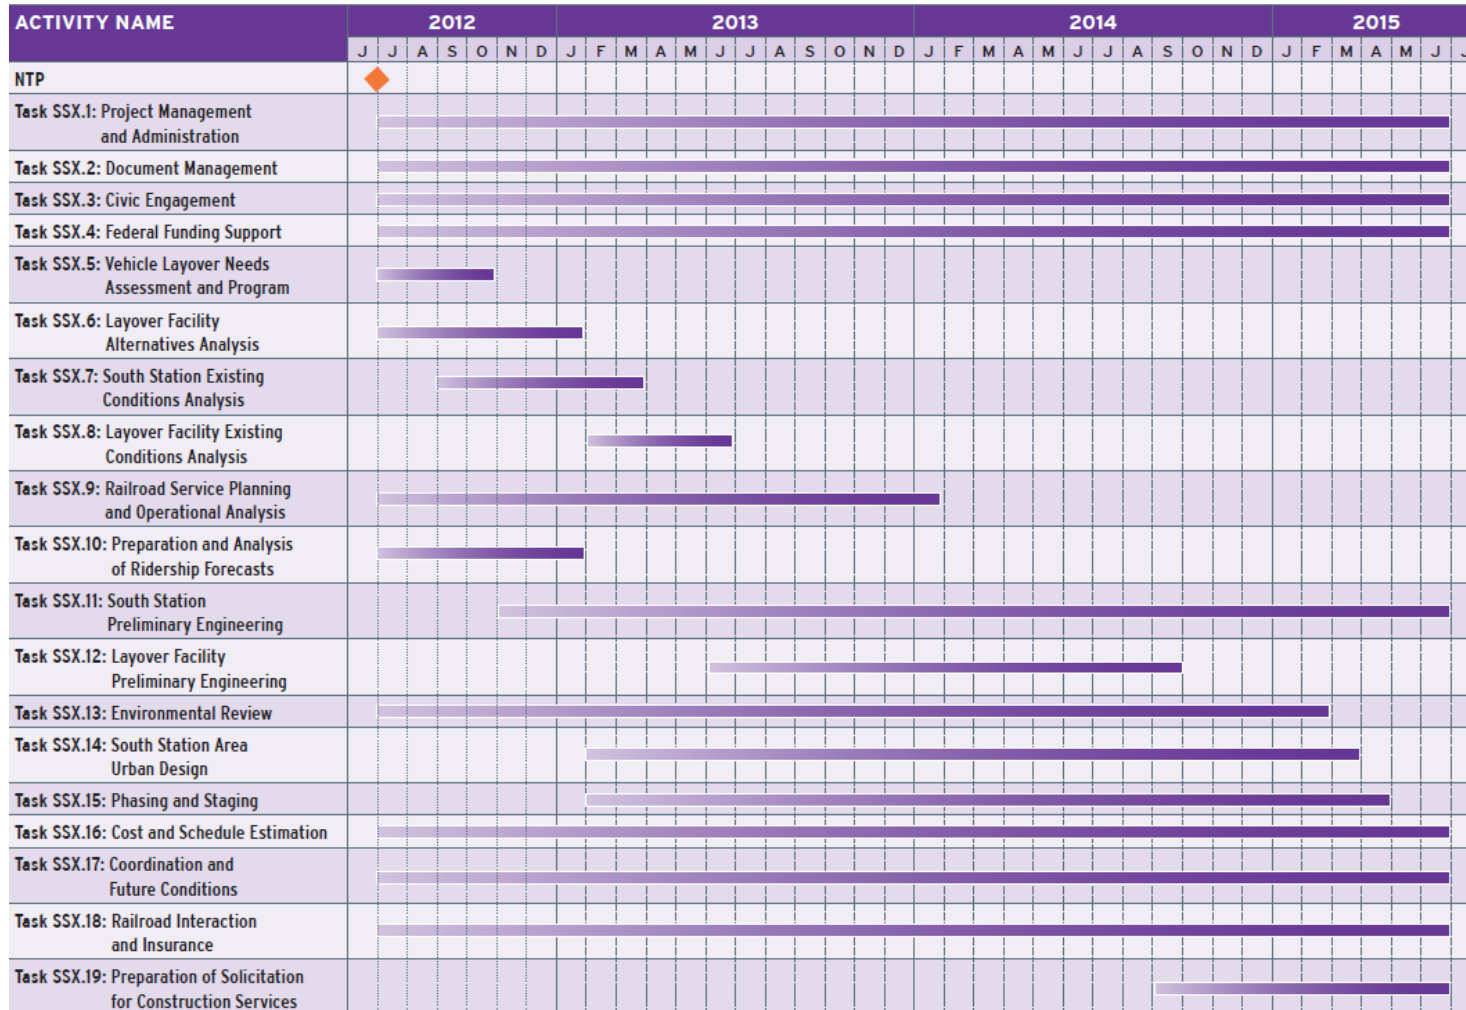 ACTIVITY NAME 2012 2013 2014 2015
J J A S O N D J F M A M J J A S O N D J F M A M J J A S O N D J F M A M J J
NTP
Task SSX.1: Project Management
and Administration
Task SSX.2: Document Management
Task SSX.3: Civic Engagement
Task SSX.4: Federal Funding Support
Task SSX.5: Vehicle Layover Needs
Assessment and Program
Task SSX.6: Layover Facility
Alternatives Analysis
Task SSX.7: South Station Existing
Conditions Analysis
Task SSX.8: Layover Facility Existing
Conditions Analysis
Task SSX.9: Railroad Service Planning
and Operational Analysis
Task SSX.10: Preparation and Analysis
of Ridership Forecasts
Task SSX.11: South Station
Preliminary Engineering
Task SSX.12: Layover Facility
Preliminary Engineering
Task SSX.13: Environmental Review
Task SSX.14: South Station Area
Urban Design
Task SSX.15: Phasing and Staging
Task SSX.16: Cost and Schedule Estimation
Task SSX.17: Coordination and
Future Conditions
Task SSX.18: Railroad Interaction
and Insurance
Task SSX.19: Preparation of Solicitation
for Construction Services